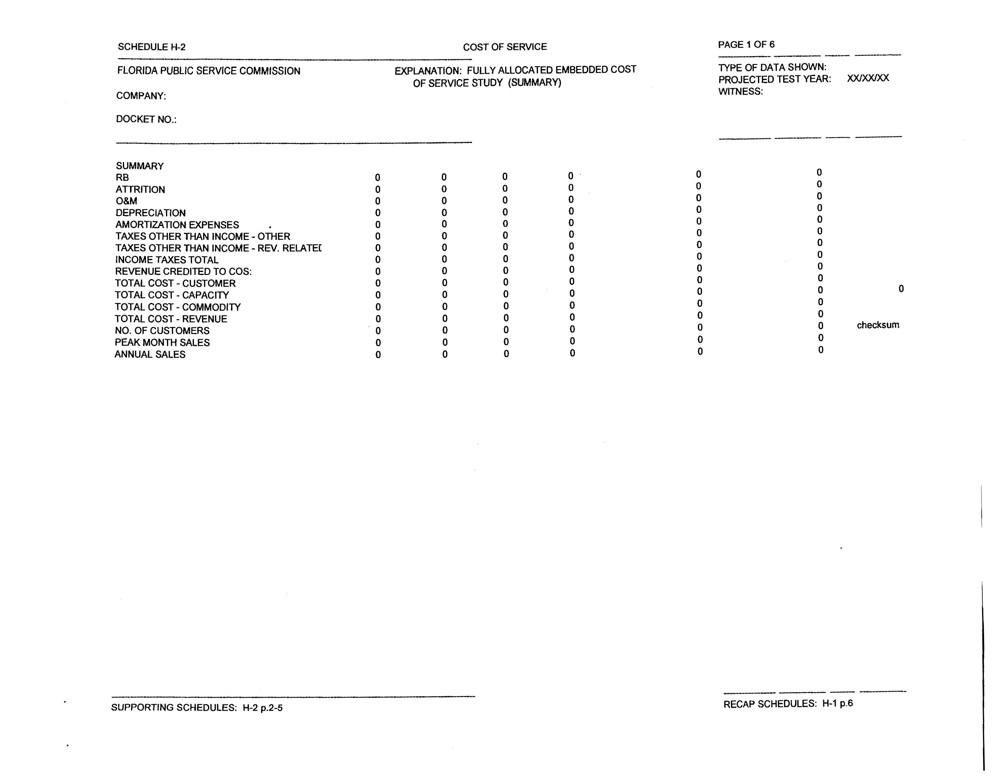 SCHEDULE H-2 COST OF SERVICE PAGE 1 OF 6
FLORIDA PUBLIC SERVICE COMMISSION EXPLANATION: FULLY ALLOCATED EMBEDDED COST TYPE OF DATA SHOWN:
OF SERVICE STUDY (SUMMARY) PROJECTED TEST YEAR: XX/XX/XX
COMPANY: WITNESS:
DOCKET NO.:
SUMMARY
RB 0 0 0 0 0 0
ATTRITION 0 0 0 0 0 0
O&M 0 0 0 0 0 0
DEPRECIATION 0 0 0 0 0 0
AMORTIZATION EXPENSES 0 0 0 0 0 0
TAXES OTHER THAN INCOME - OTHER 0 0 0 0 0 0
TAXES OTHER THAN INCOME - REV. RELATED 0 0 0 0 0 0
INCOME TAXES TOTAL 0 0 0 0 0 0
REVENUE CREDITED TO COS: 0 0 0 0 0 0
TOTAL COST - CUSTOMER 0 0 0 0 0 0
TOTAL COST - CAPACITY 0 0 0 0 0 0 0
TOTAL COST - COMMODITY 0 0 0 0 0 0
TOTAL COST - REVENUE 0 0 0 0 0 0
NO. OF CUSTOMERS 0 0 0 0 0 0 checksum
PEAK MONTH SALES 0 0 0 0 0 0
ANNUAL SALES 0 0 0 0 0 0
SUPPORTING SCHEDULES: H-2 p.2-5 RECAP SCHEDULES: H-1 p.6